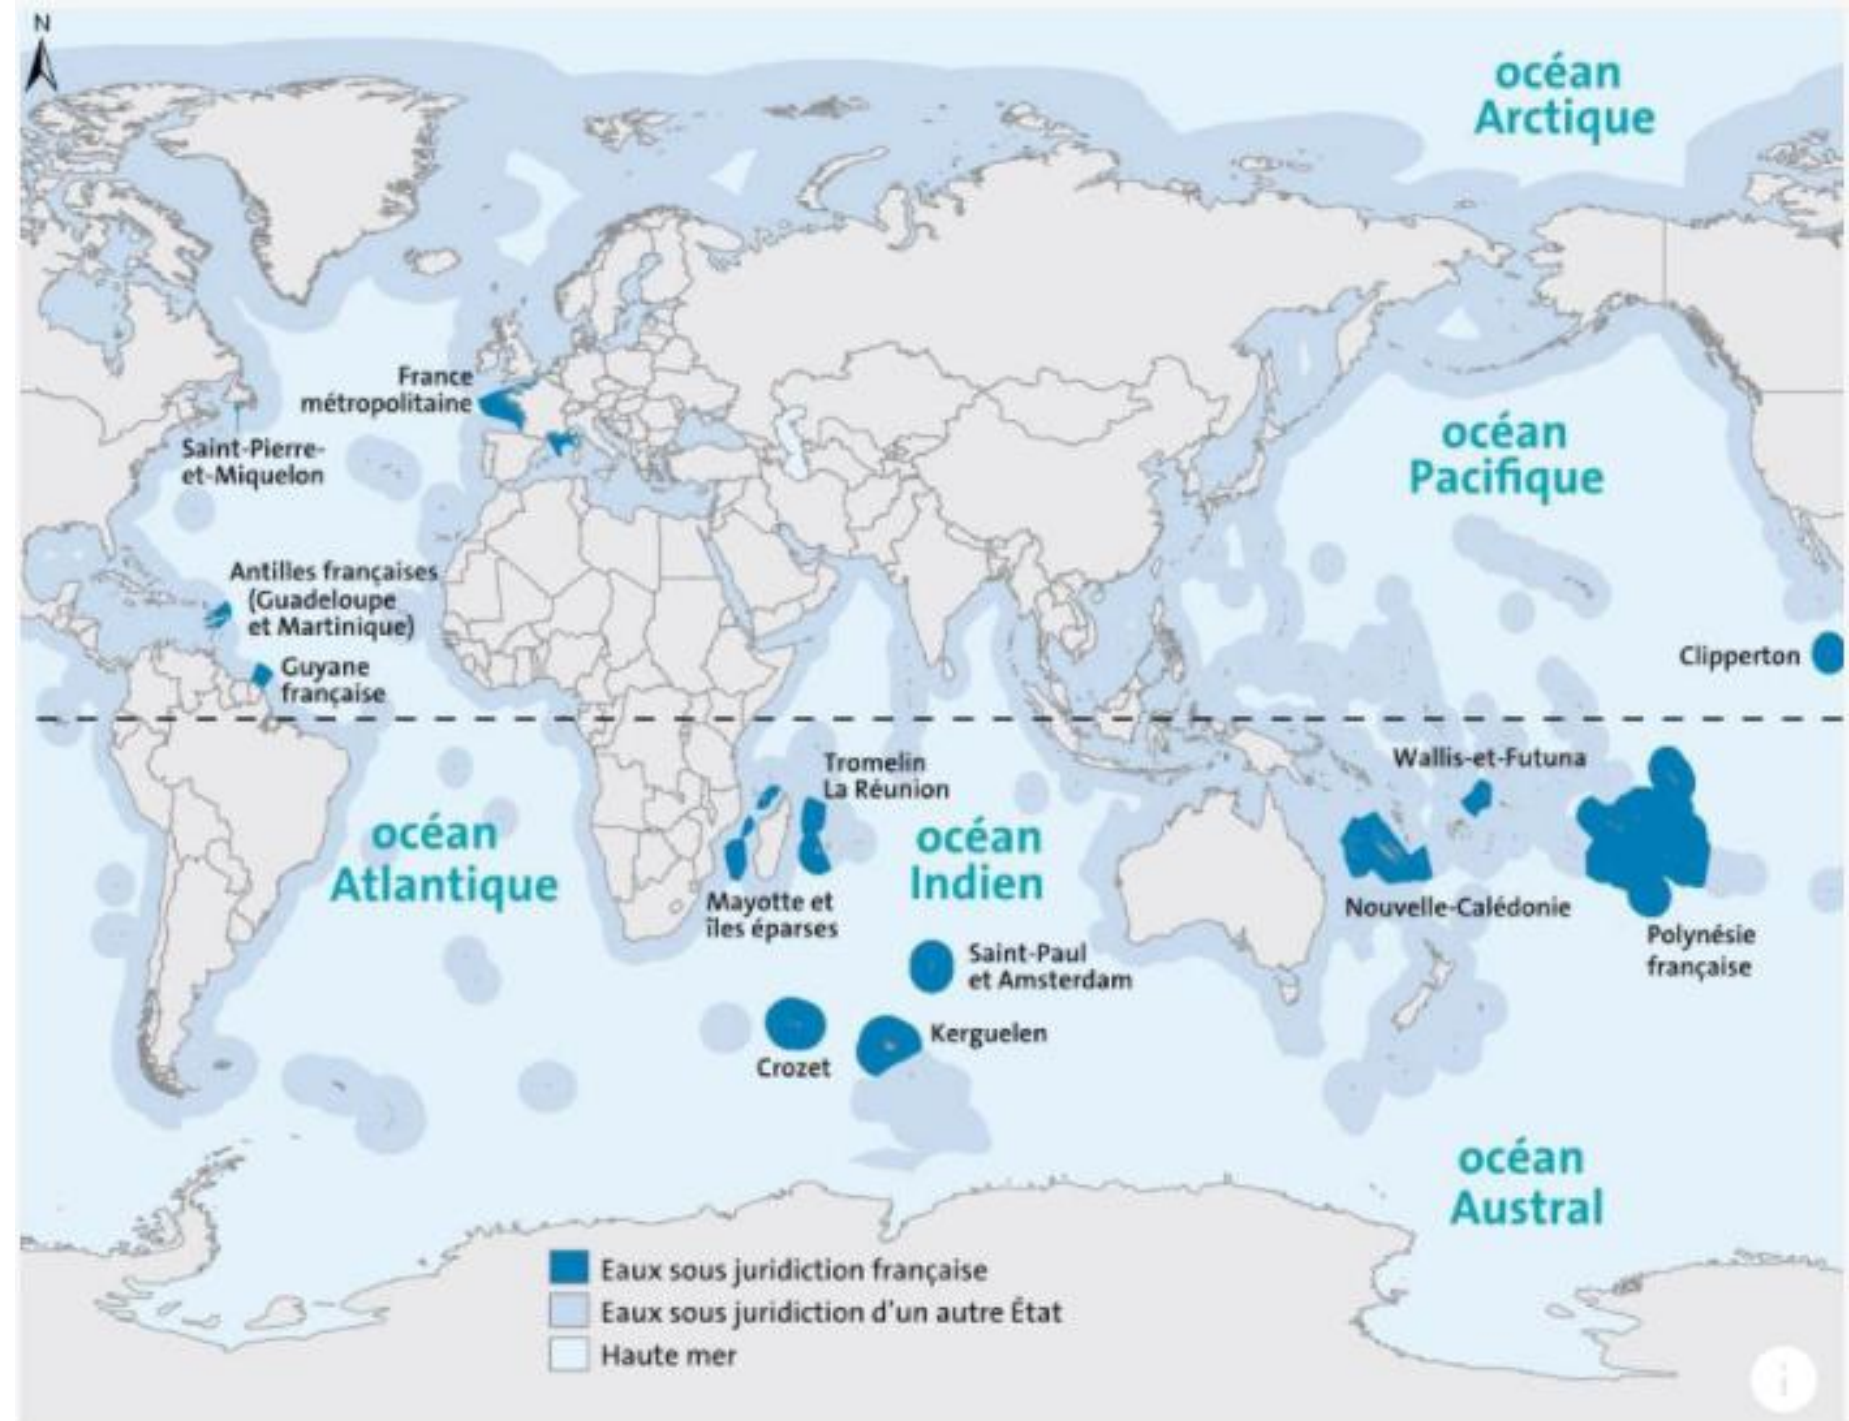 N
océan
Arctique
France
métropolitaine
Saint-Pierre-
et-Miquelon
océan
Pacifique
Antilles françaises
(Guadeloupe
et Martinique)
Guyane
française
Clipperton
Tromelin
La Réunion
Wallis-et-Futuna
océan
Atlantique
océan
Indien
Mayotte et
îles éparses
Nouvelle-Calédonie
Polynésie
française
Saint-Paul
et Amsterdam
Kerguelen
Crozet
océan
Austral
Eaux sous juridiction française
Eaux sous juridiction d'un autre État
Haute mer
i